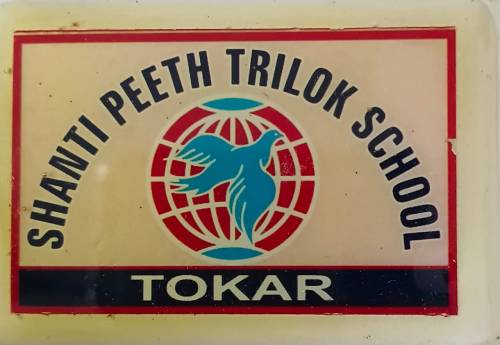 SHANTI PEETH TRILOK SCHOOL
TOKAR